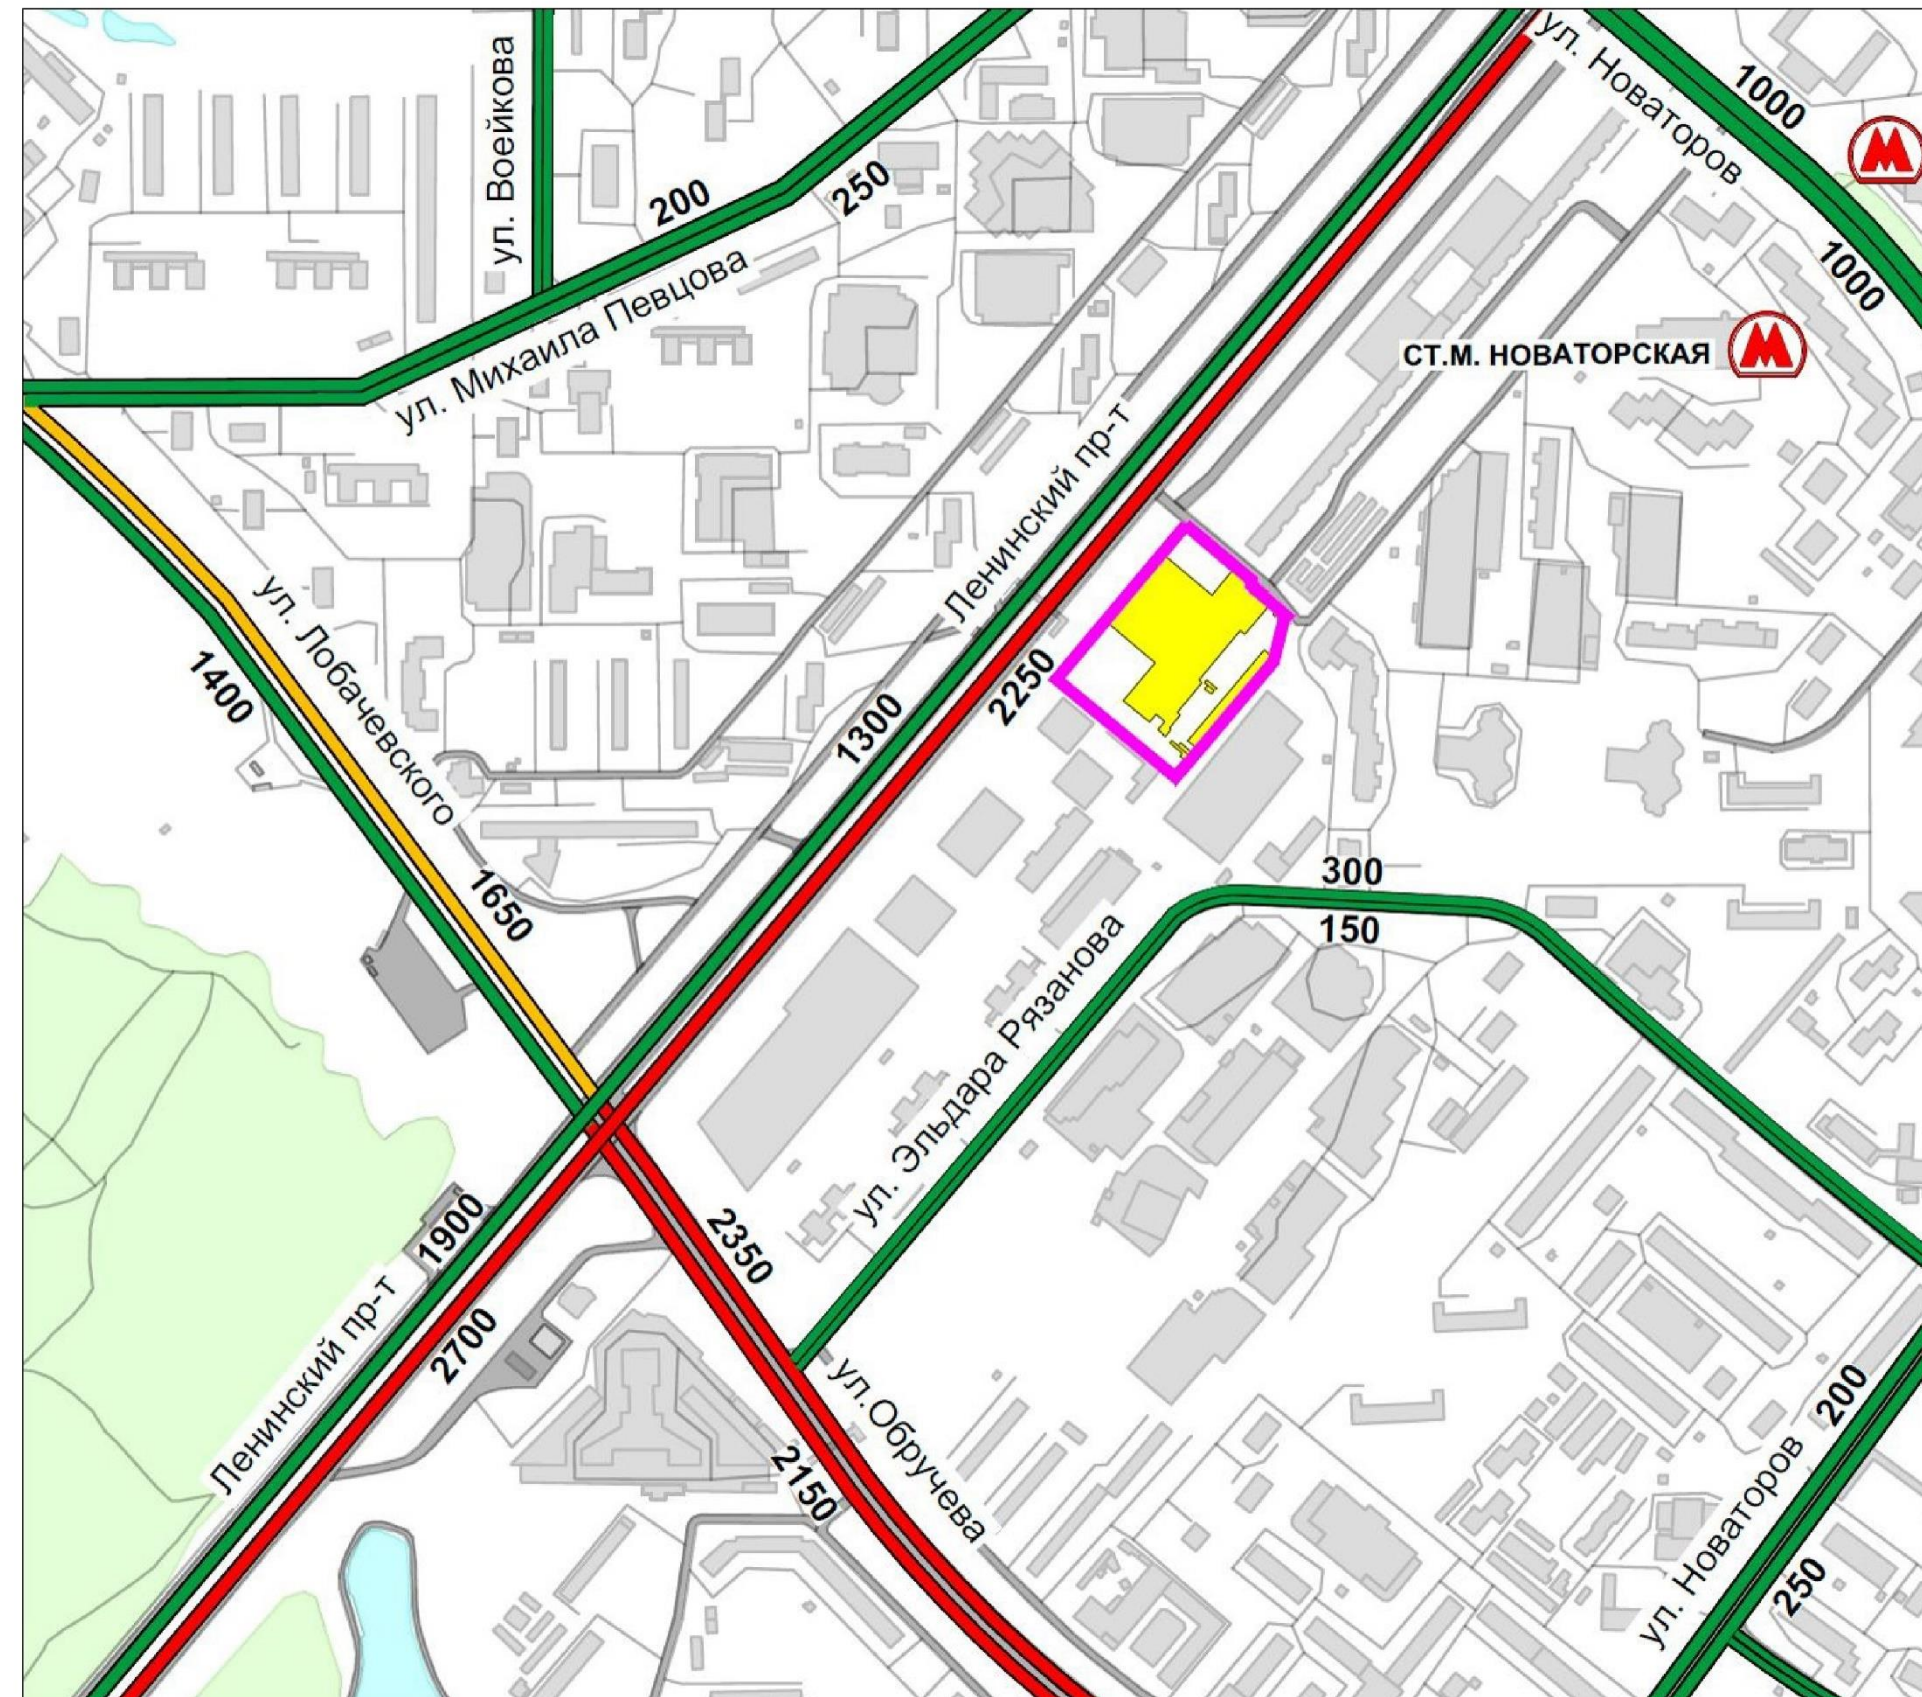 ул. Новаторов
1000
М
ул. Войкова
200
250
ул. Михаила Певцова
1000
СТ.М. НОВАТОРСКАЯ
М
Ленинский пр-т
ул. Лобачевского
1400
2250
1300
300
150
1650
ул. Эльдара Рязанова
1900
2350
Ленинский пр-т
2700
ул.Обручева
200
2150
ул. Новаторов
250